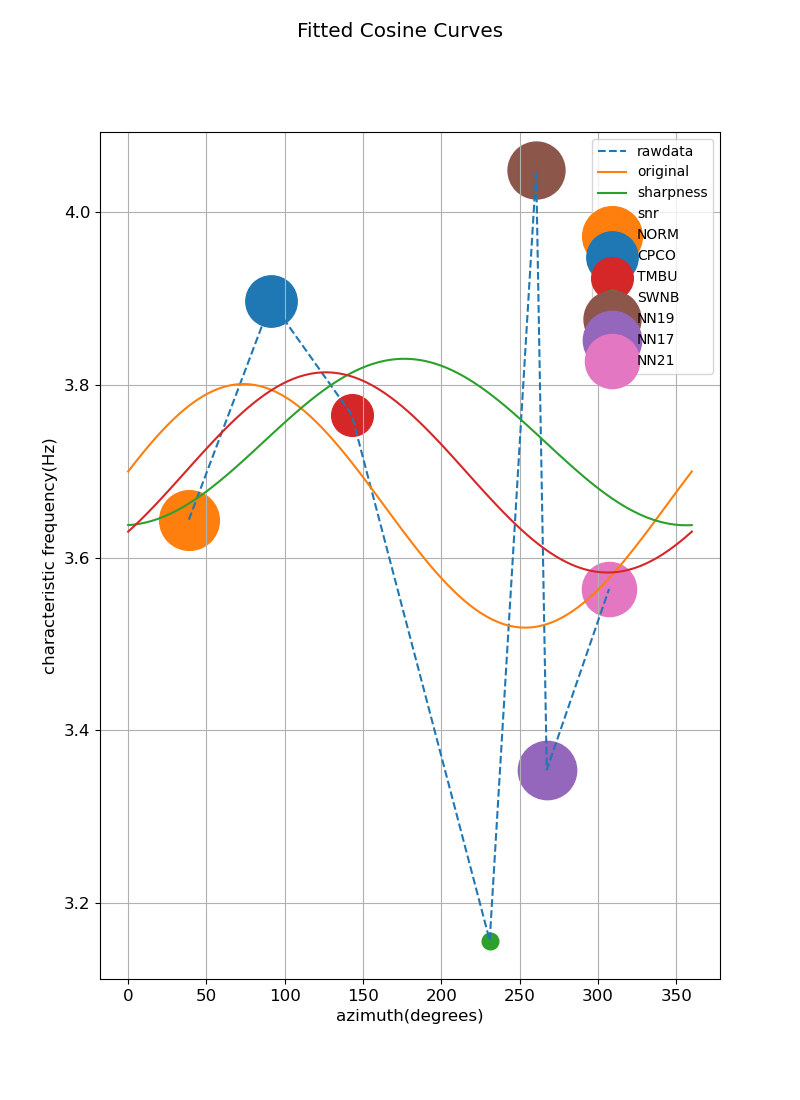 Fitted Cosine Curves
rawdata
original
sharpness
snr
NORM
CPCO
TMBU
SWNB
NN19
NN17
NN21
4.0
3.8
3.6
3.4
3.2
characteristic frequency(Hz)
0 50 100 150 200 250 300 350
azimuth(degrees)